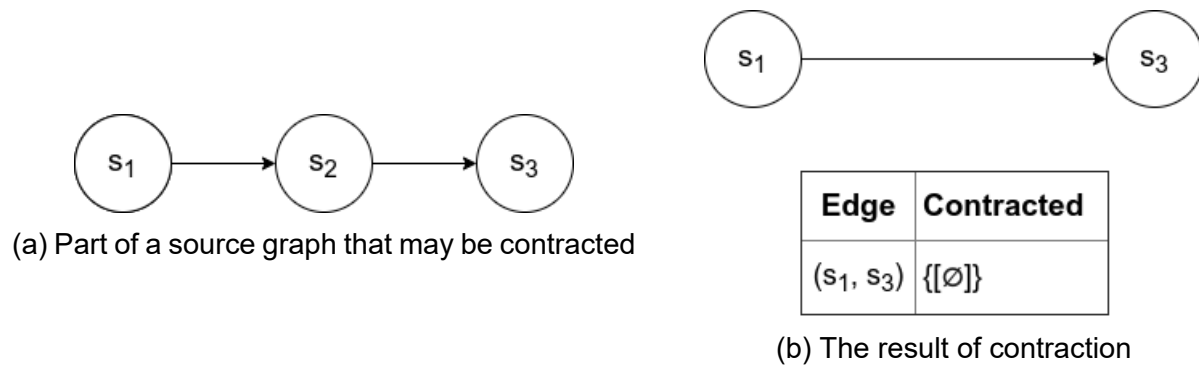 s₁ s₂ s₃
(a) Part of a source graph that may be contracted
s₁ s₃
Edge Contracted
(s₁, s₃) {[∅]}
(b) The result of contraction